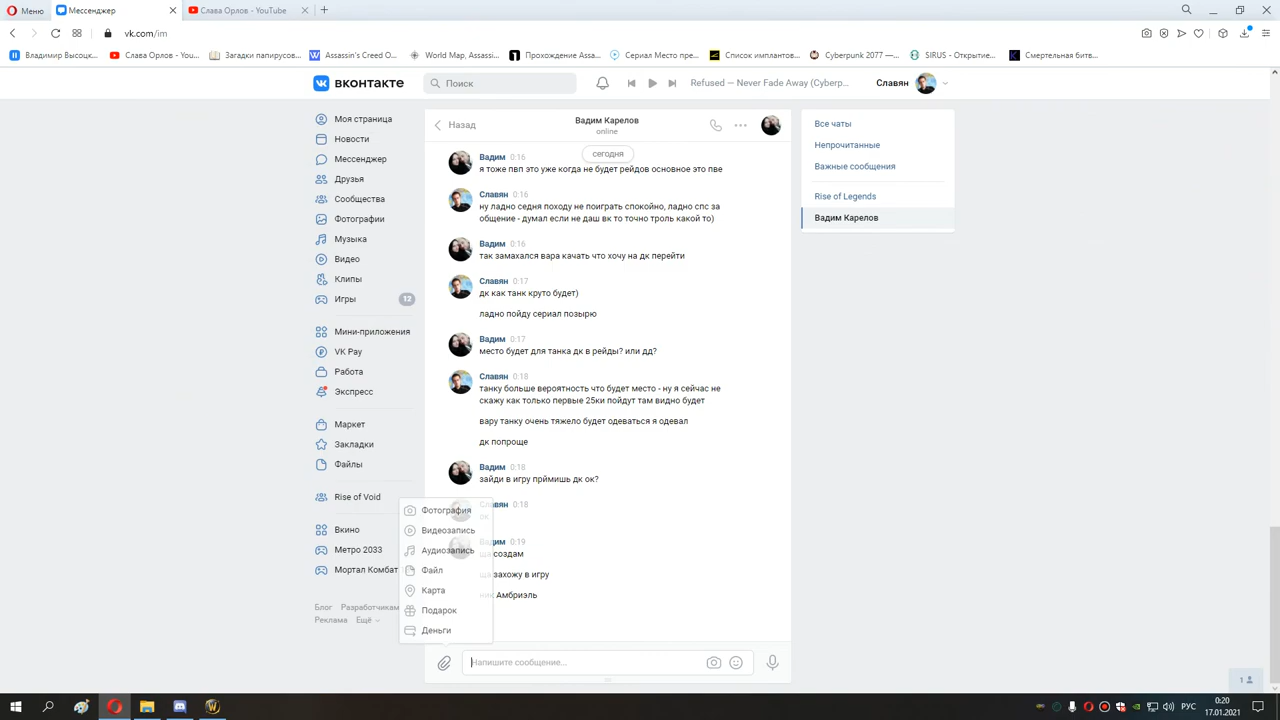 Меню
Мессенджер
Слава Орлов - YouTube
vk.com/im
Владимир Высоцк...
Слава Орлов - You...
Загадки папирусов...
Assassin's Creed O...
World Map, Assassi...
Прохождение Assa...
Сериал Место прес...
Список имплантов...
Cyberpunk 2077 —...
SIRUS - Открытие...
Смертельная битв...
вконтакте
Поиск
Refused — Never Fade Away (Cyberp...
Славян
Моя страница
Новости
Мессенджер
Друзья
Сообщества
Фотографии
Музыка
Видео
Клипы
Игры
12
Мини-приложения
VK Pay
Работа
Экспресс
Маркет
Закладки
Файлы
Rise of Void
Вкино
Метро 2033
Мортал Комбат
Блог Разработчикам
Реклама Ещё
Назад
Вадим Карелов
online
сегодня
Вадим 0:16
я тоже пвп это уже когда не будет рейдов основное это пве
Славян 0:16
ну ладно седня походу не поиграть спокойно, ладно спс за
общение - думал если не даш вк то точно троль какой то)
Вадим 0:16
так замахался вара качать что хочу на дк перейти
Славян 0:17
дк как танк круто будет)
ладно пойду сериал позырю
Вадим 0:17
место будет для танка дк в рейды? или дд?
Славян 0:18
танку больше вероятность что будет место - ну я сейчас не
скажу как только первые 25ки пойдут там видно будет
вару танку очень тяжело будет одеваться я одевал
дк попроще
Вадим 0:18
зайди в игру прймишь дк ок?
Славян 0:18
ок
Вадим 0:19
ща создам
ща захожу в игру
ник Амбриэль
Фотография
Видеозапись
Аудиозапись
Файл
Карта
Подарок
Деньги
Напишите сообщение...
Все чаты
Непрочитанные
Важные сообщения
Rise of Legends
Вадим Карелов
1
РУС
0:20
17.01.2021